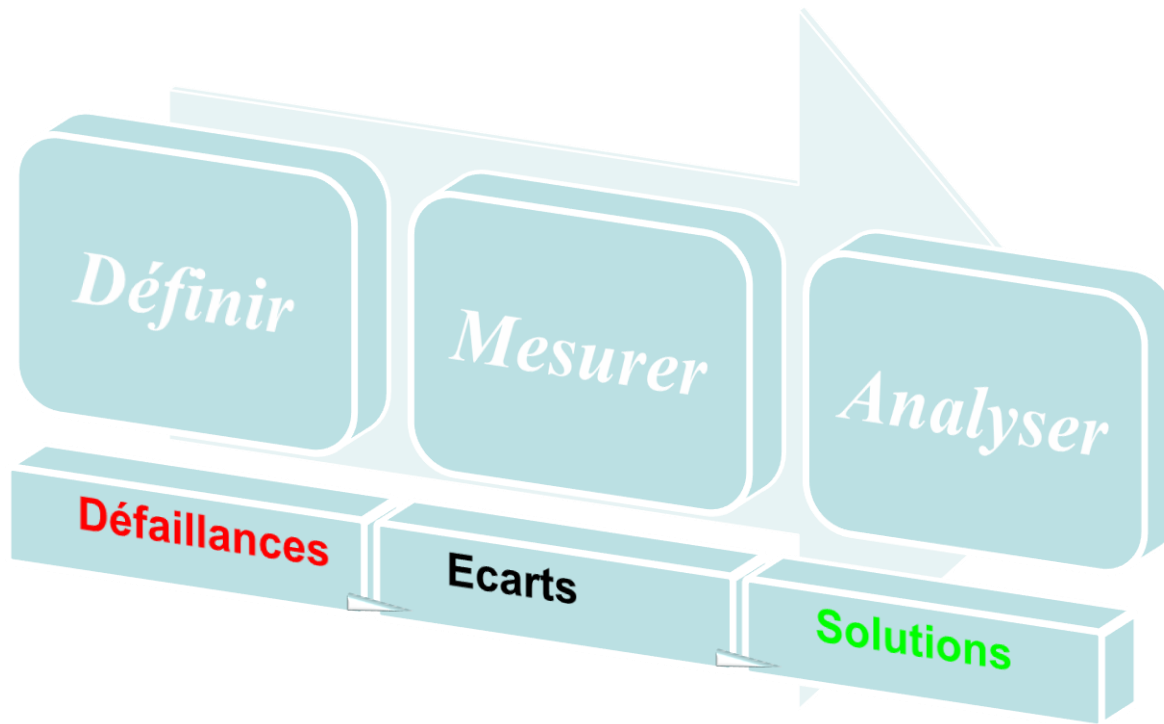 Définir
Mesurer
Analyser
Défaillances
Ecarts
Solutions